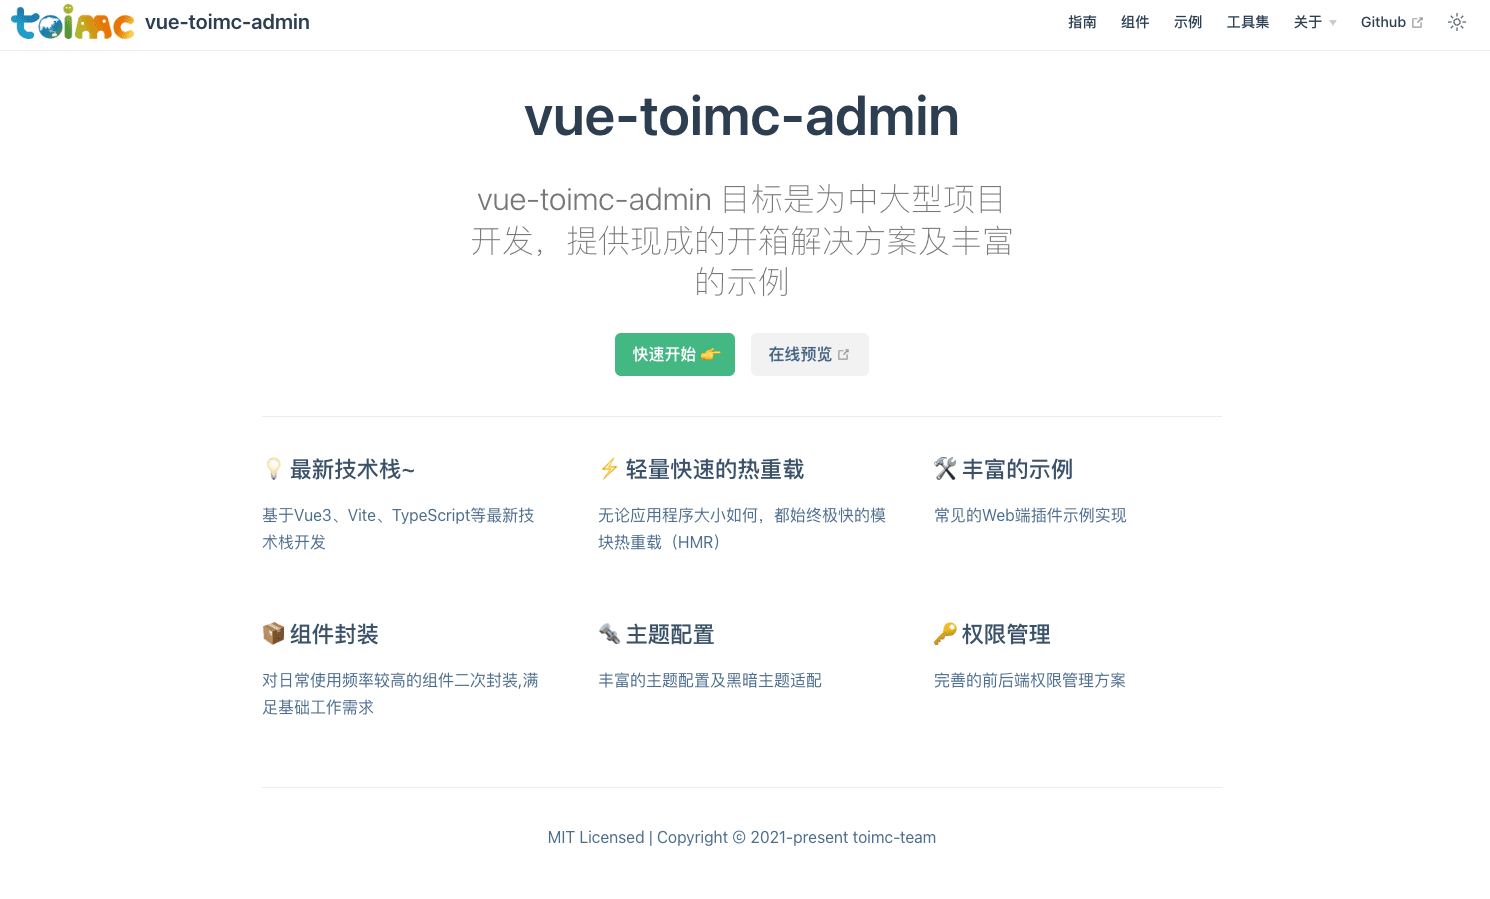 toimc vue-toimc-admin 指南 组件 示例 工具集 关于 Github
vue-toimc-admin
vue-toimc-admin 目标是为中大型项目
开发，提供现成的开箱解决方案及丰富
的示例
快速开始 👉 在线预览
💡 最新技术栈~
基于Vue3、Vite、TypeScript等最新技
术栈开发
⚡ 轻量快速的热重载
无论应用程序大小如何，都始终极快的模
块热重载（HMR）
🛠 丰富的示例
常见的Web端插件示例实现
📦 组件封装
对日常使用频率较高的组件二次封装,满
足基础工作需求
🔩 主题配置
丰富的主题配置及黑暗主题适配
🔑 权限管理
完善的前后端权限管理方案
MIT Licensed | Copyright © 2021-present toimc-team